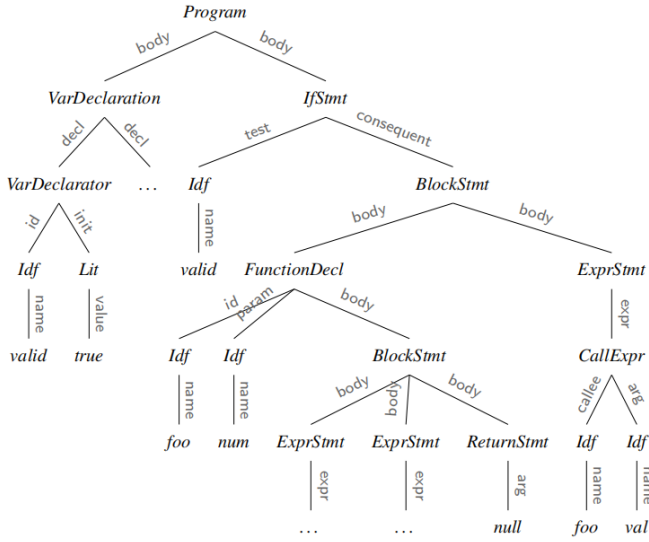 Program
body body
VarDeclaration IfStmt
decl decl test consequent
VarDeclarator ... Idf BlockStmt
id init name body body
Idf Lit valid FunctionDecl ExprStmt
name value id param body expr
valid true Idf Idf BlockStmt CallExpr
name name body body body callee arg
foo num ExprStmt ExprStmt ReturnStmt Idf Idf
expr expr arg name name
... ... null foo val